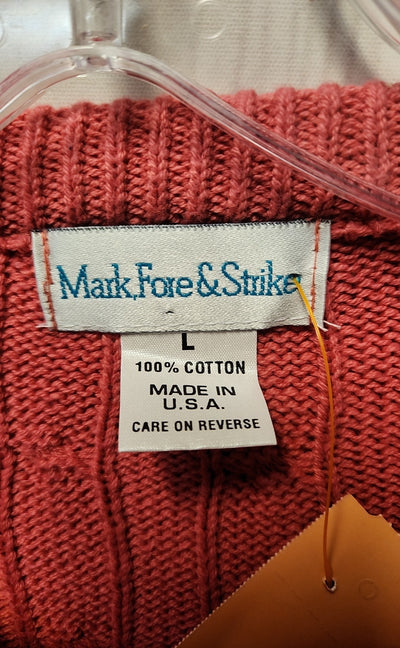 Mark, Fore & Strike
L
100% COTTON
MADE IN
U.S.A.
CARE ON REVERSE